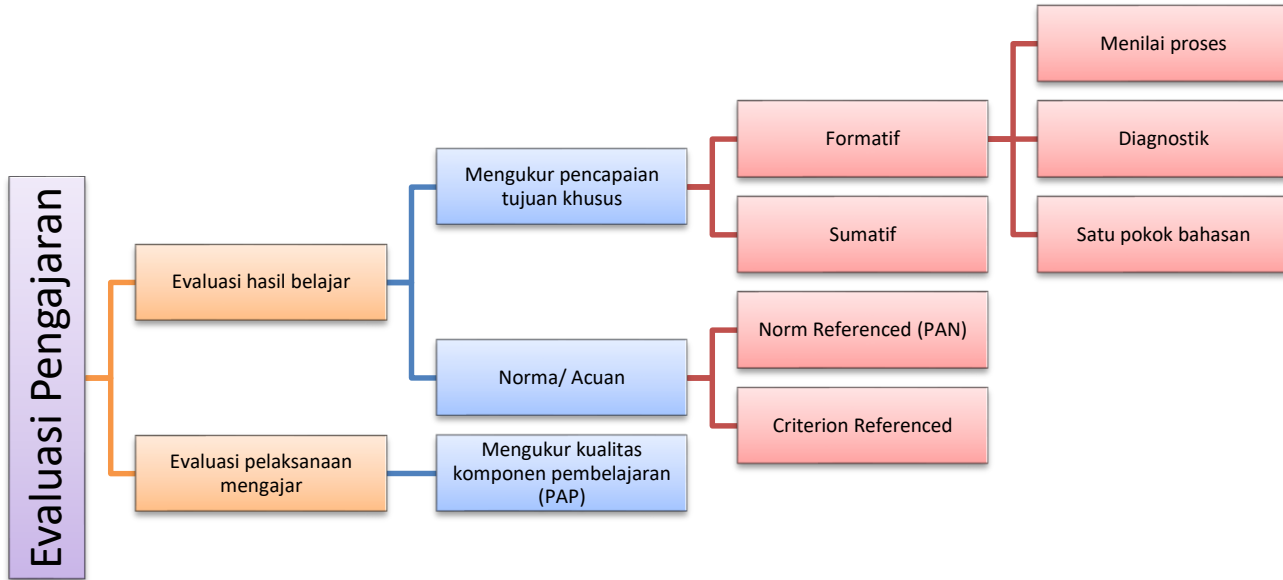 Evaluasi Pengajaran
Evaluasi hasil belajar
Mengukur pencapaian
tujuan khusus
Formatif
Menilai proses
Diagnostik
Satu pokok bahasan
Sumatif
Norma/ Acuan
Norm Referenced (PAN)
Criterion Referenced
Evaluasi pelaksanaan
mengajar
Mengukur kualitas
komponen pembelajaran
(PAP)